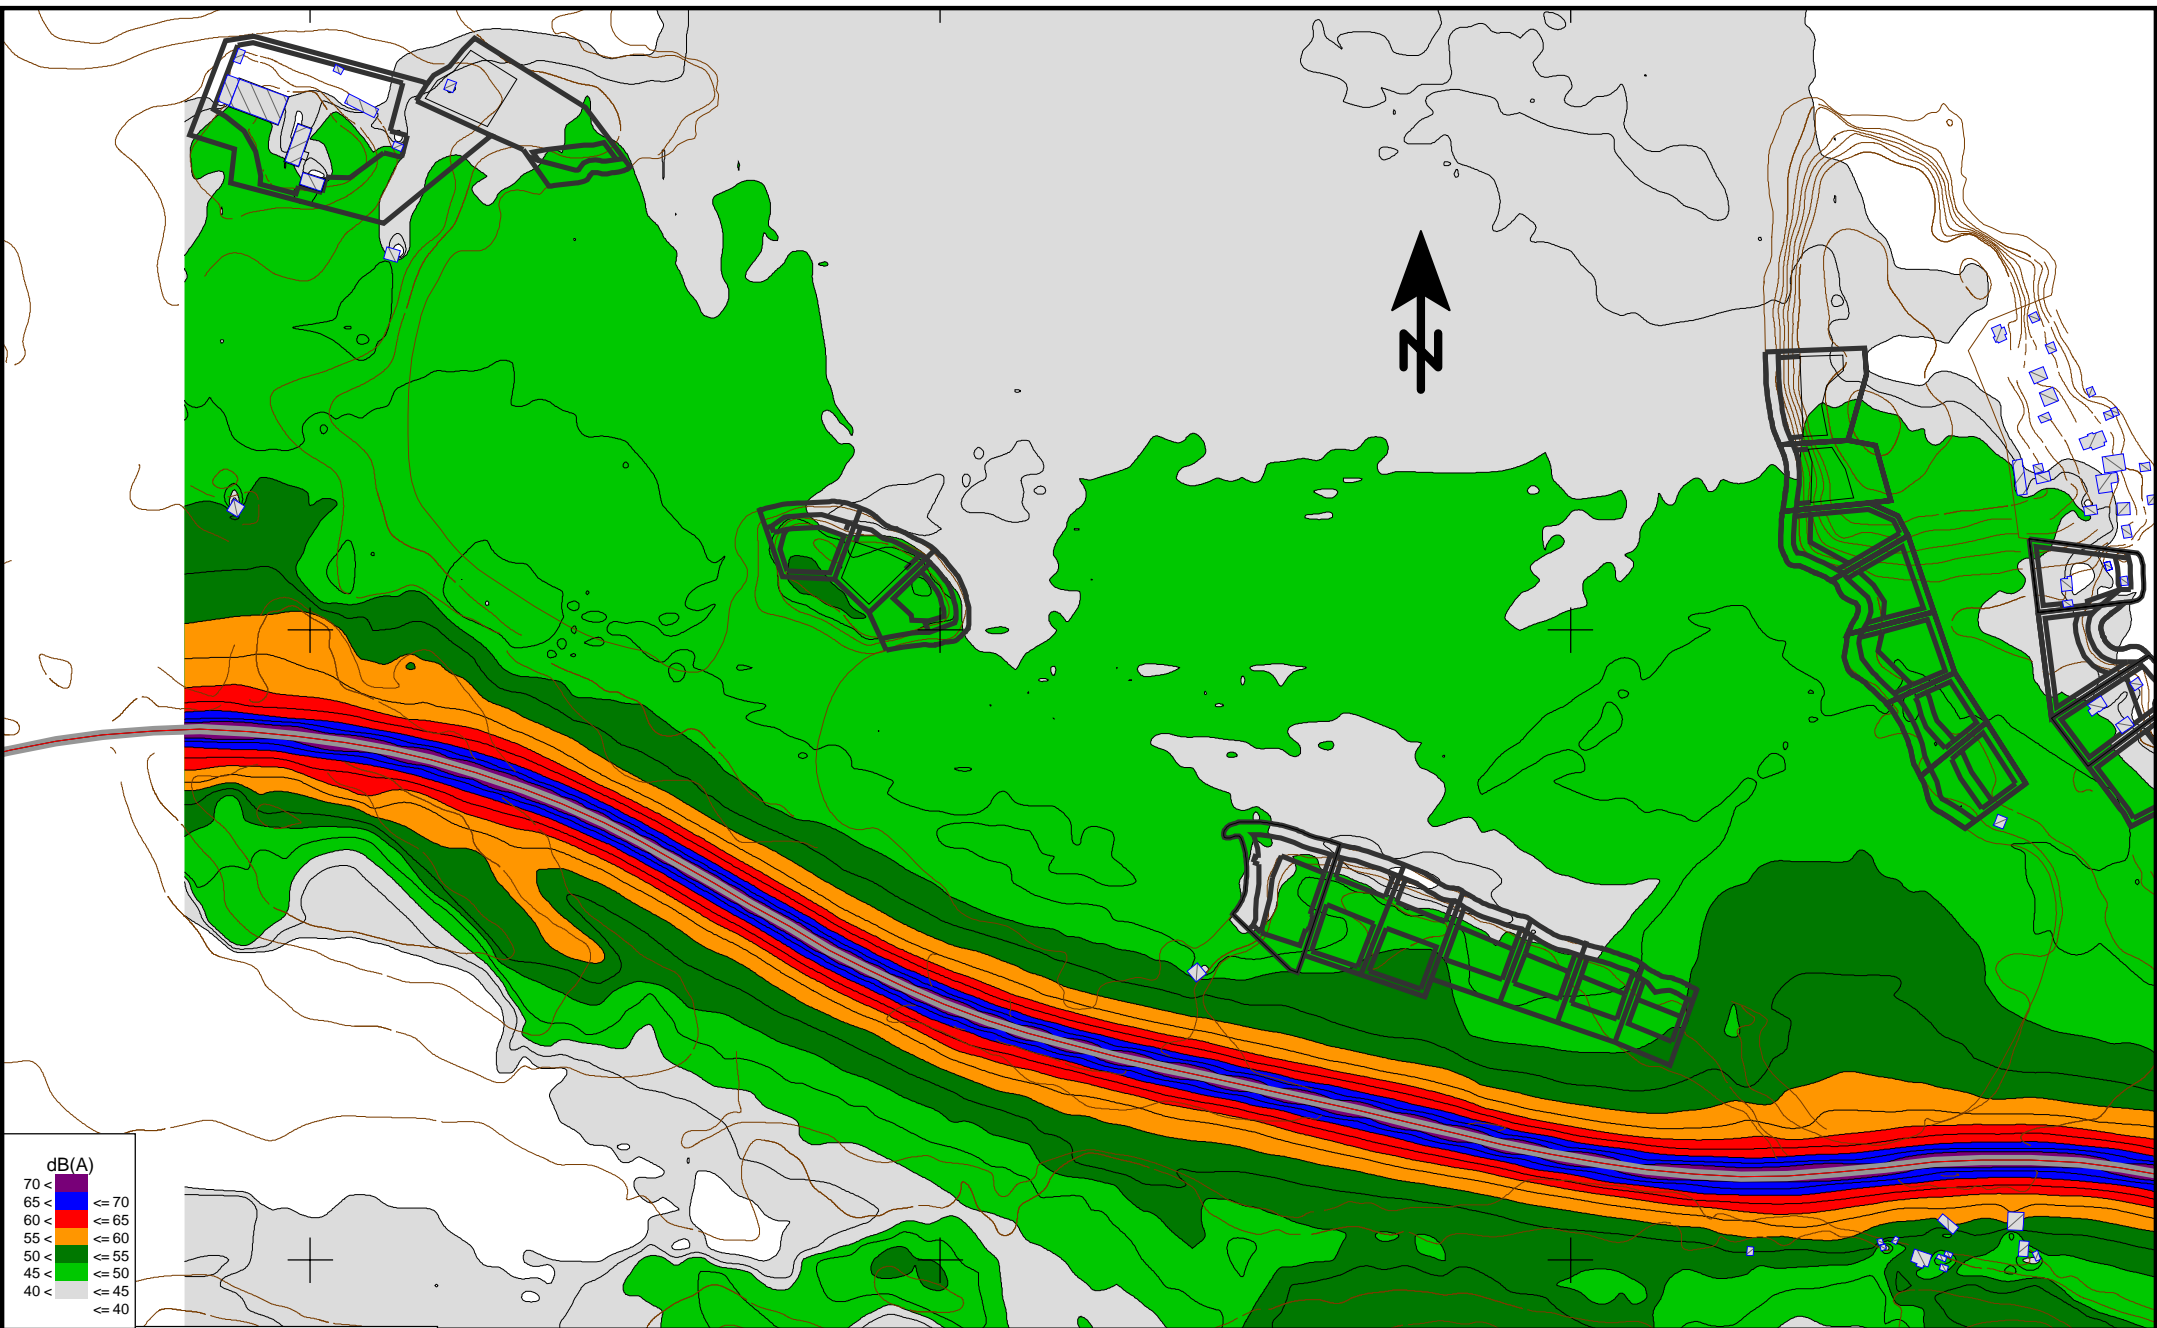 N
dB(A)
70 <
65 < <= 70
60 < <= 65
55 < <= 60
50 < <= 55
45 < <= 50
40 < <= 45
<= 40